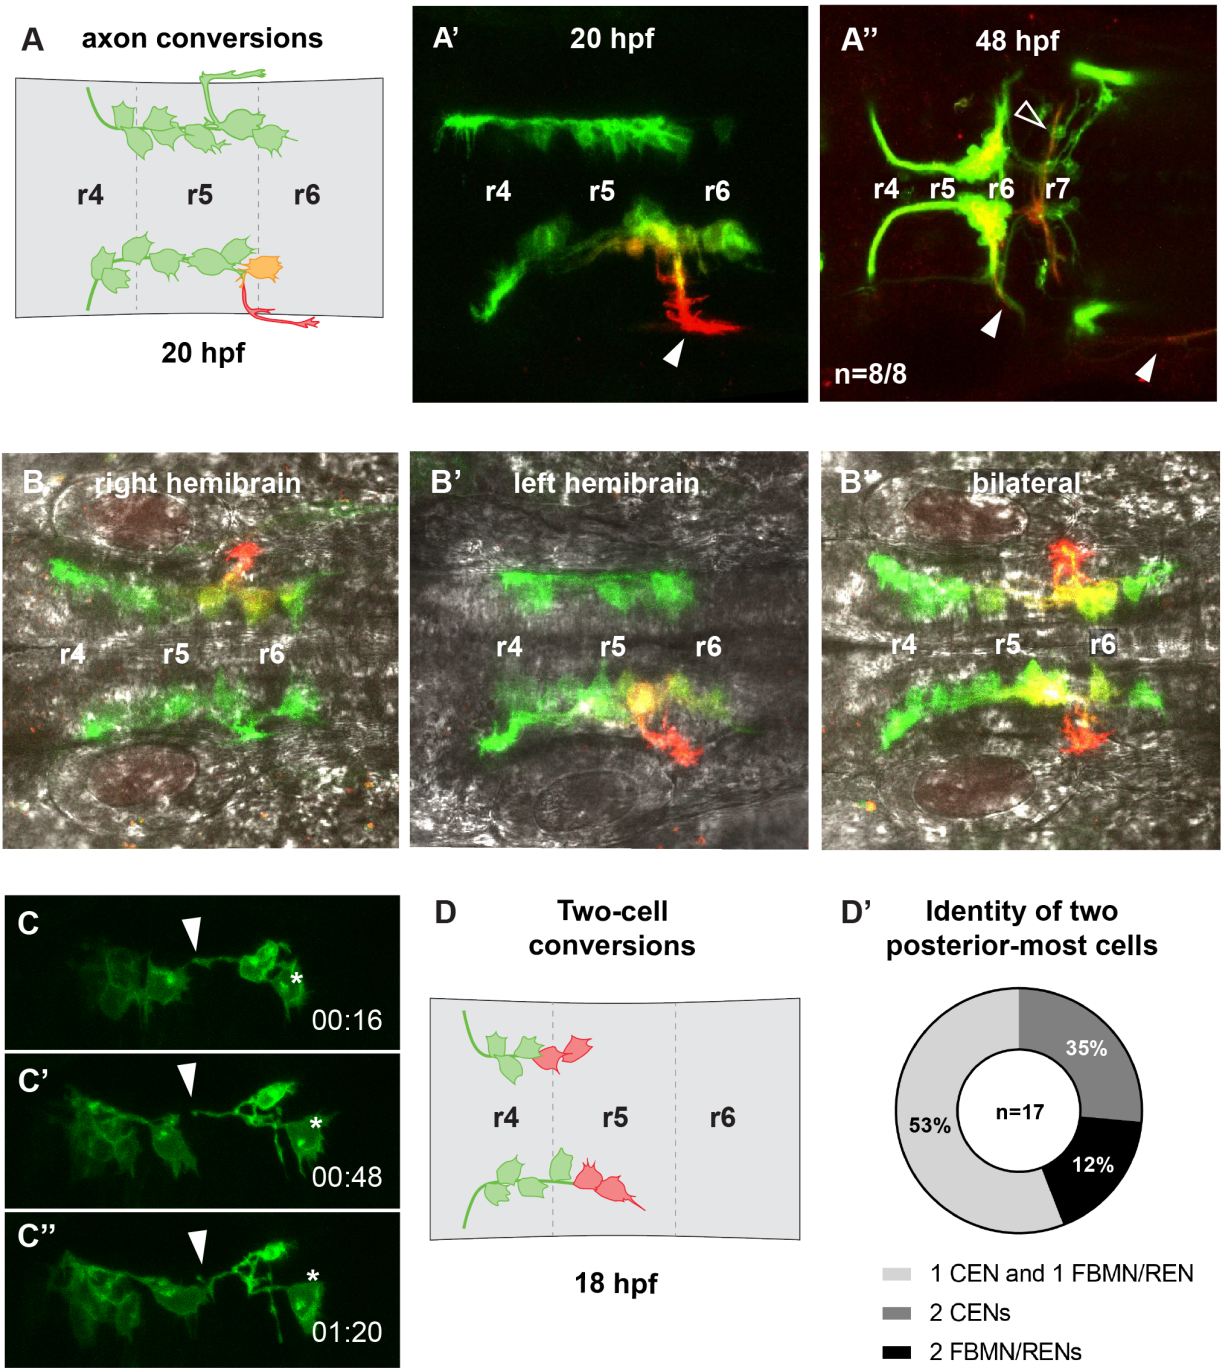 A axon conversions
r4 r5 r6
20 hpf
A' 20 hpf
r4 r5 r6
A'' 48 hpf
r4 r5 r6 r7
n=8/8
B right hemibrain
r4 r5 r6
B' left hemibrain
r4 r5 r6
B'' bilateral
r4 r5 r6
C
*
00:16
C'
*
00:48
C''
*
01:20
D Two-cell
conversions
r4 r5 r6
18 hpf
D' Identity of two
posterior-most cells
35%
53%
n=17
12%
1 CEN and 1 FBMN/REN
2 CENs
2 FBMN/RENs